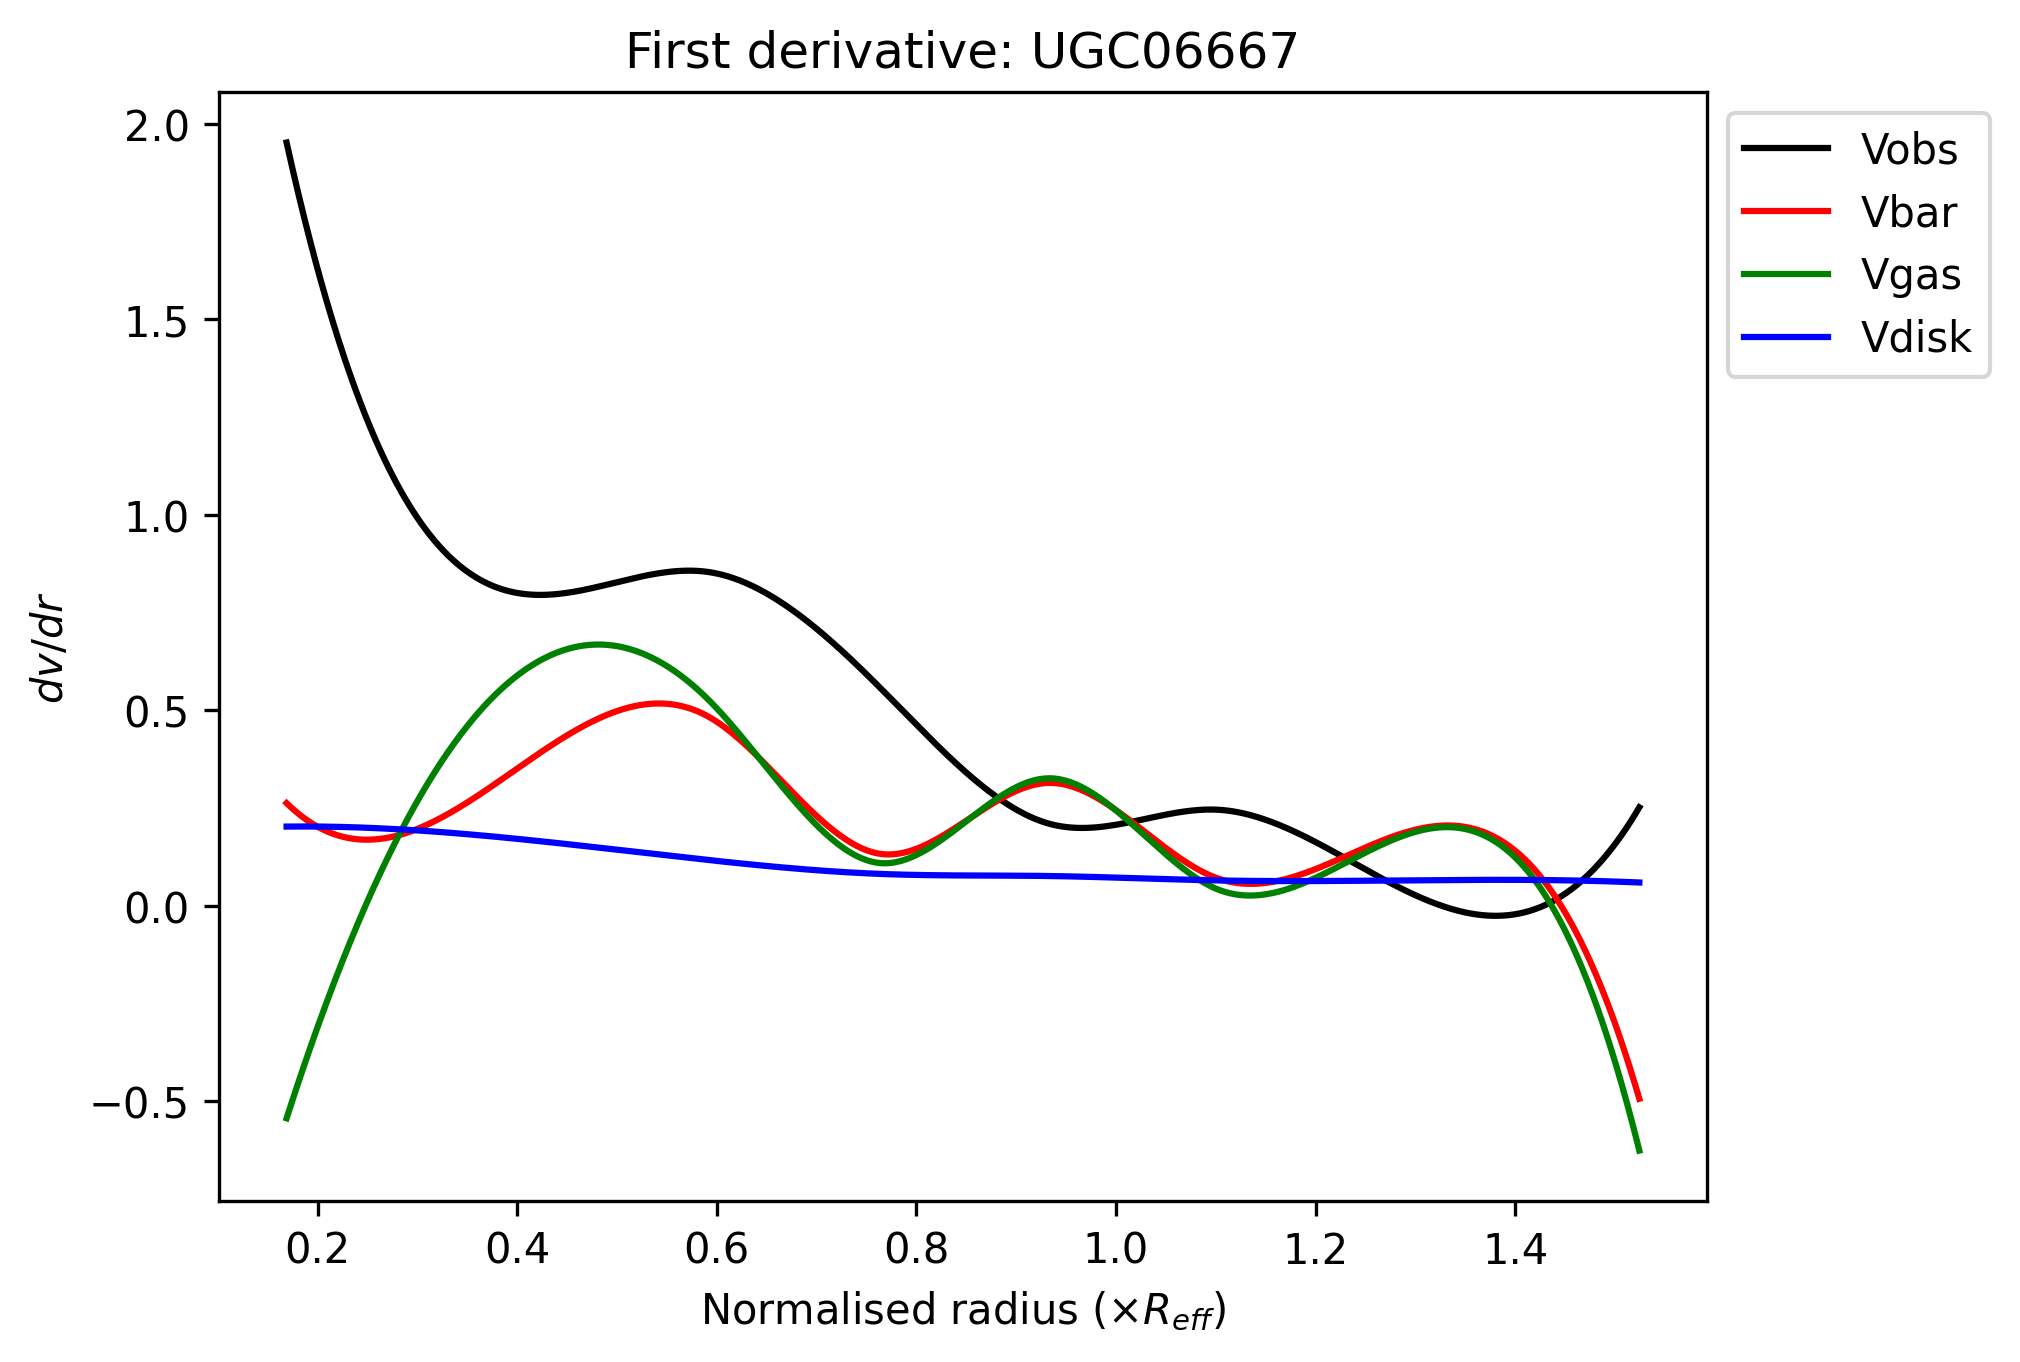 First derivative: UGC06667
2.0
1.5
1.0
0.5
0.0
−0.5
dv/dr
0.2 0.4 0.6 0.8 1.0 1.2 1.4
Normalised radius (×R_eff)
Vobs
Vbar
Vgas
Vdisk